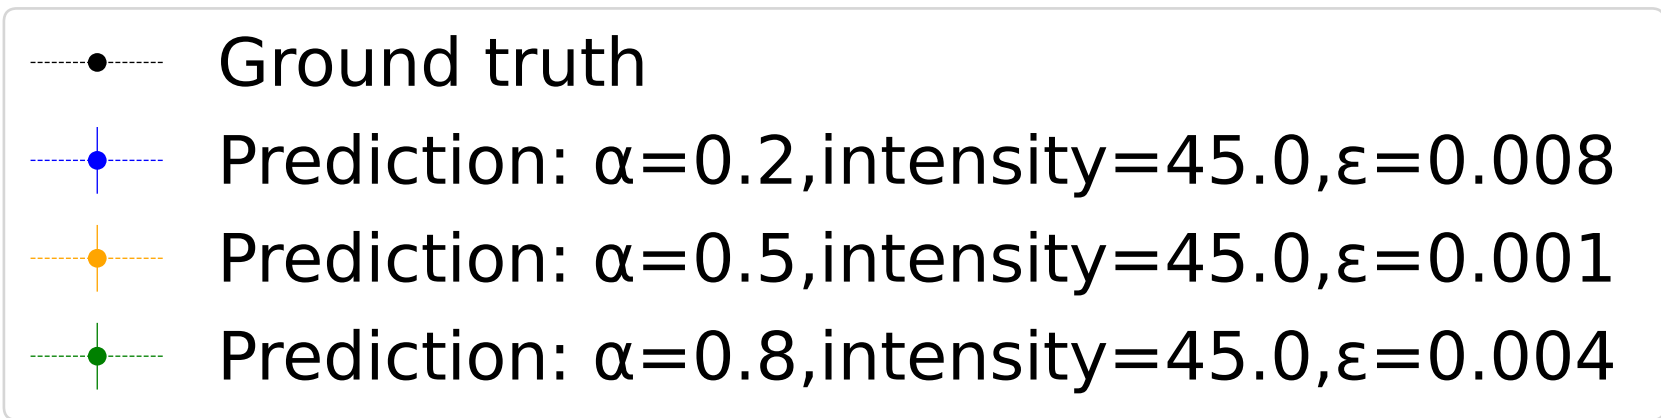 Ground truth
Prediction: α=0.2,intensity=45.0,ε=0.008
Prediction: α=0.5,intensity=45.0,ε=0.001
Prediction: α=0.8,intensity=45.0,ε=0.004